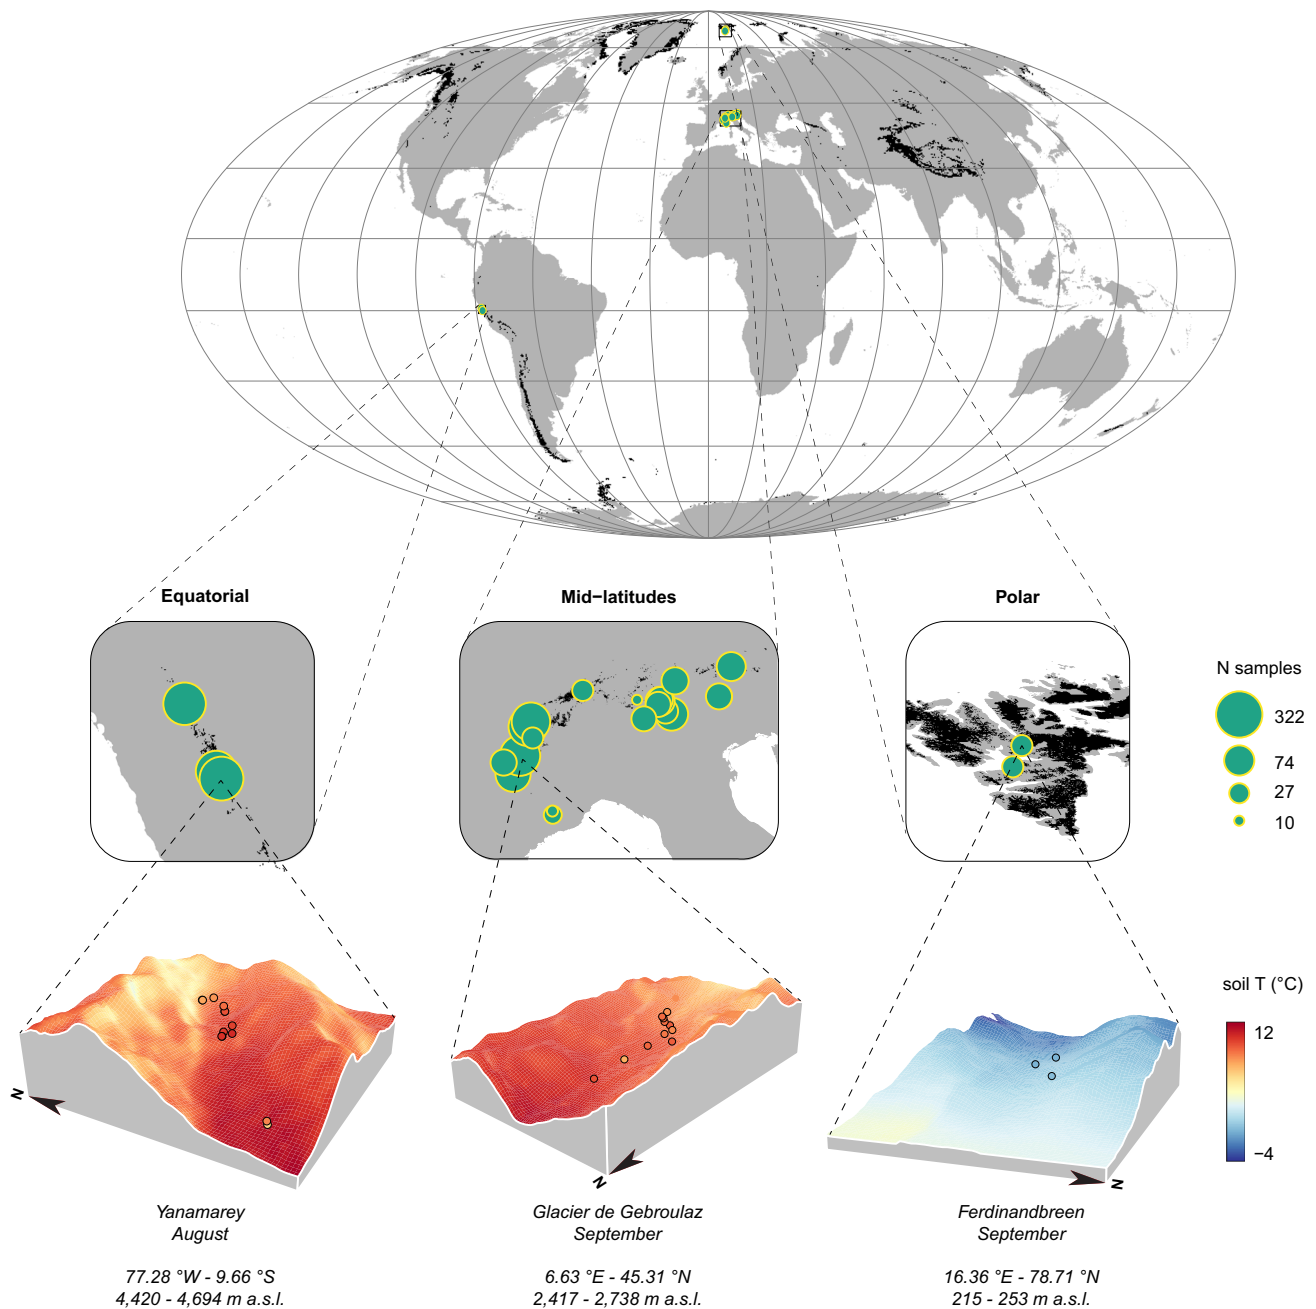 Equatorial
Mid−latitudes
Polar
N samples
322
74
27
10
soil T (°C)
12
−4
N
N
N
Yanamarey
August
77.28 °W - 9.66 °S
4,420 - 4,694 m a.s.l.
Glacier de Gebroulaz
September
6.63 °E - 45.31 °N
2,417 - 2,738 m a.s.l.
Ferdinandbreen
September
16.36 °E - 78.71 °N
215 - 253 m a.s.l.